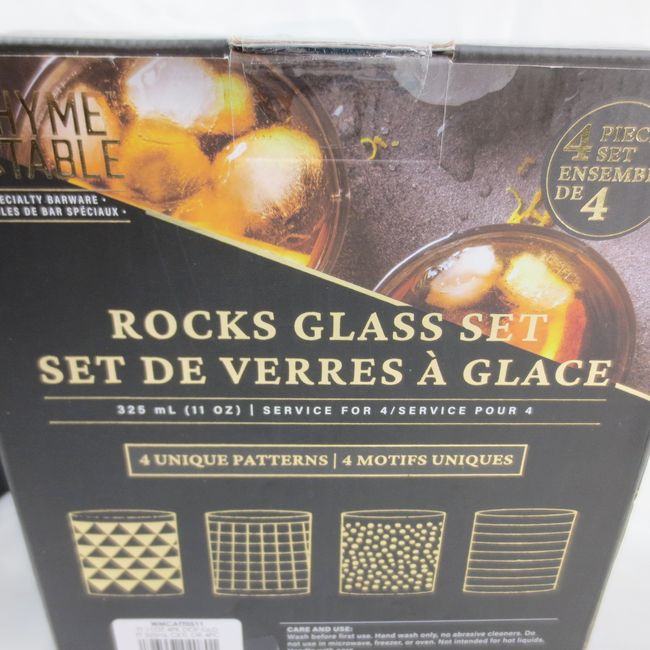 HYME
TABLE
ECIALTY BARWARE •
LES DE BAR SPÉCIAUX •
4 PIEC
SET
ENSEMB
DE 4
ROCKS GLASS SET
SET DE VERRES À GLACE
325 mL (11 OZ) | SERVICE FOR 4/SERVICE POUR 4
4 UNIQUE PATTERNS | 4 MOTIFS UNIQUES
CARE AND USE:
Wash before first use. Hand wash only, no abrasive cleaners. Do
not use in microwave, freezer, or oven. Not intended for hot liquids.